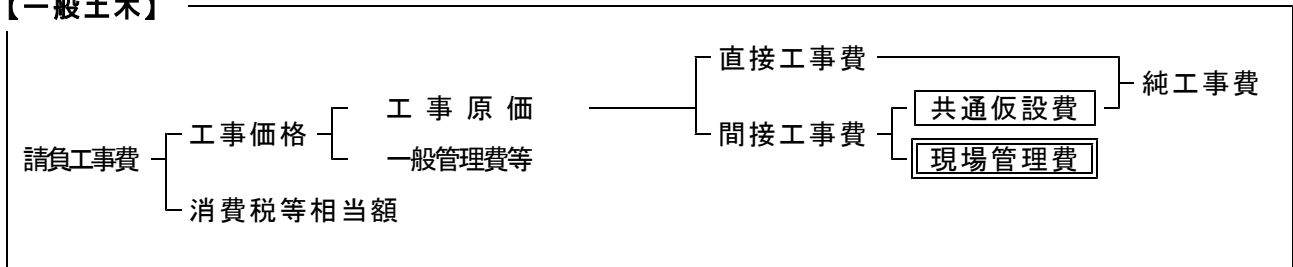 【一般土木】
直接工事費
純工事費
工事原価
共通仮設費
工事価格
間接工事費
請負工事費
一般管理費等
現場管理費
消費税等相当額